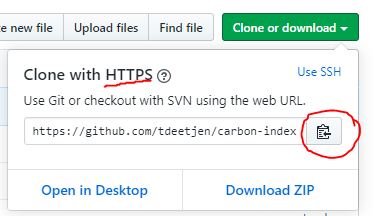 te new file Upload files Find file Clone or download
Clone with HTTPS ? Use SSH
Use Git or checkout with SVN using the web URL.
https://github.com/tdeetjen/carbon-index
Open in Desktop Download ZIP